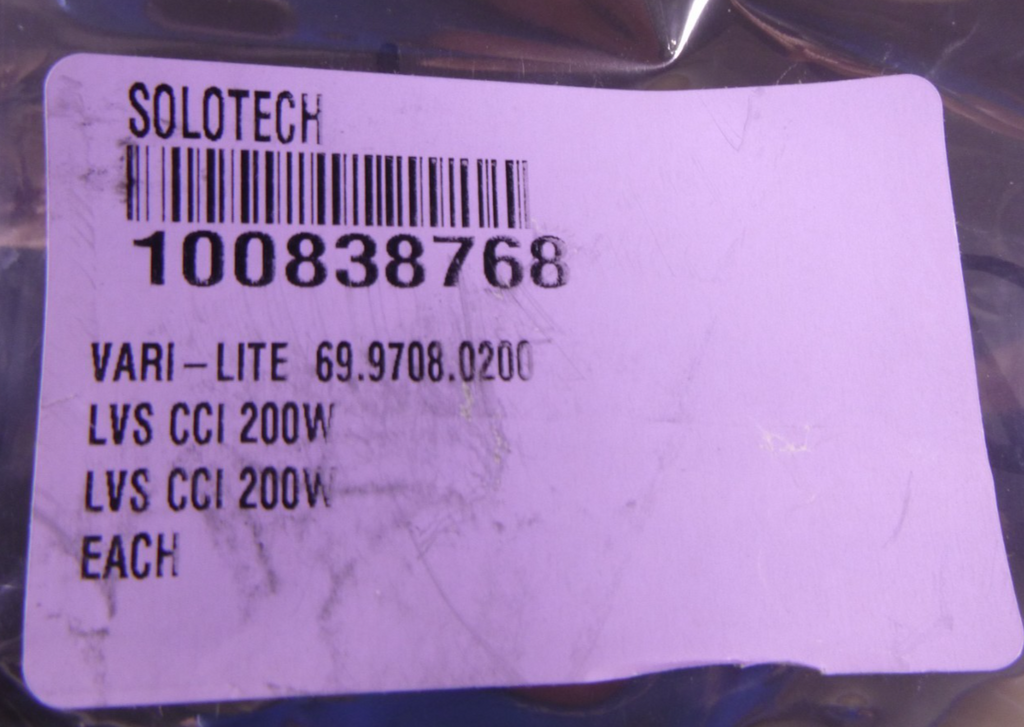 SOLOTECH
100838768
VARI-LITE 69.9708.0200
LVS CCI 200W
LVS CCI 200W
EACH